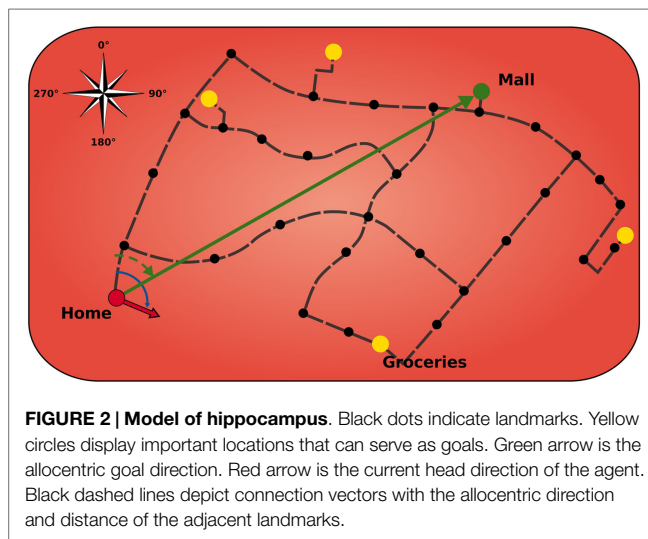 0°
270°
90°
180°
Mall
Home
Groceries
FIGURE 2 | Model of hippocampus. Black dots indicate landmarks. Yellow
circles display important locations that can serve as goals. Green arrow is the
allocentric goal direction. Red arrow is the current head direction of the agent.
Black dashed lines depict connection vectors with the allocentric direction
and distance of the adjacent landmarks.